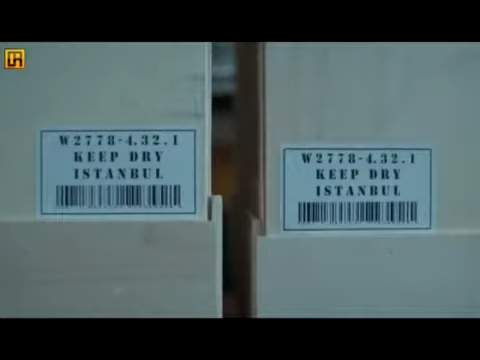 W2778-4.32.1
KEEP DRY
ISTANBUL
W2778-4.32.1
KEEP DRY
ISTANBUL